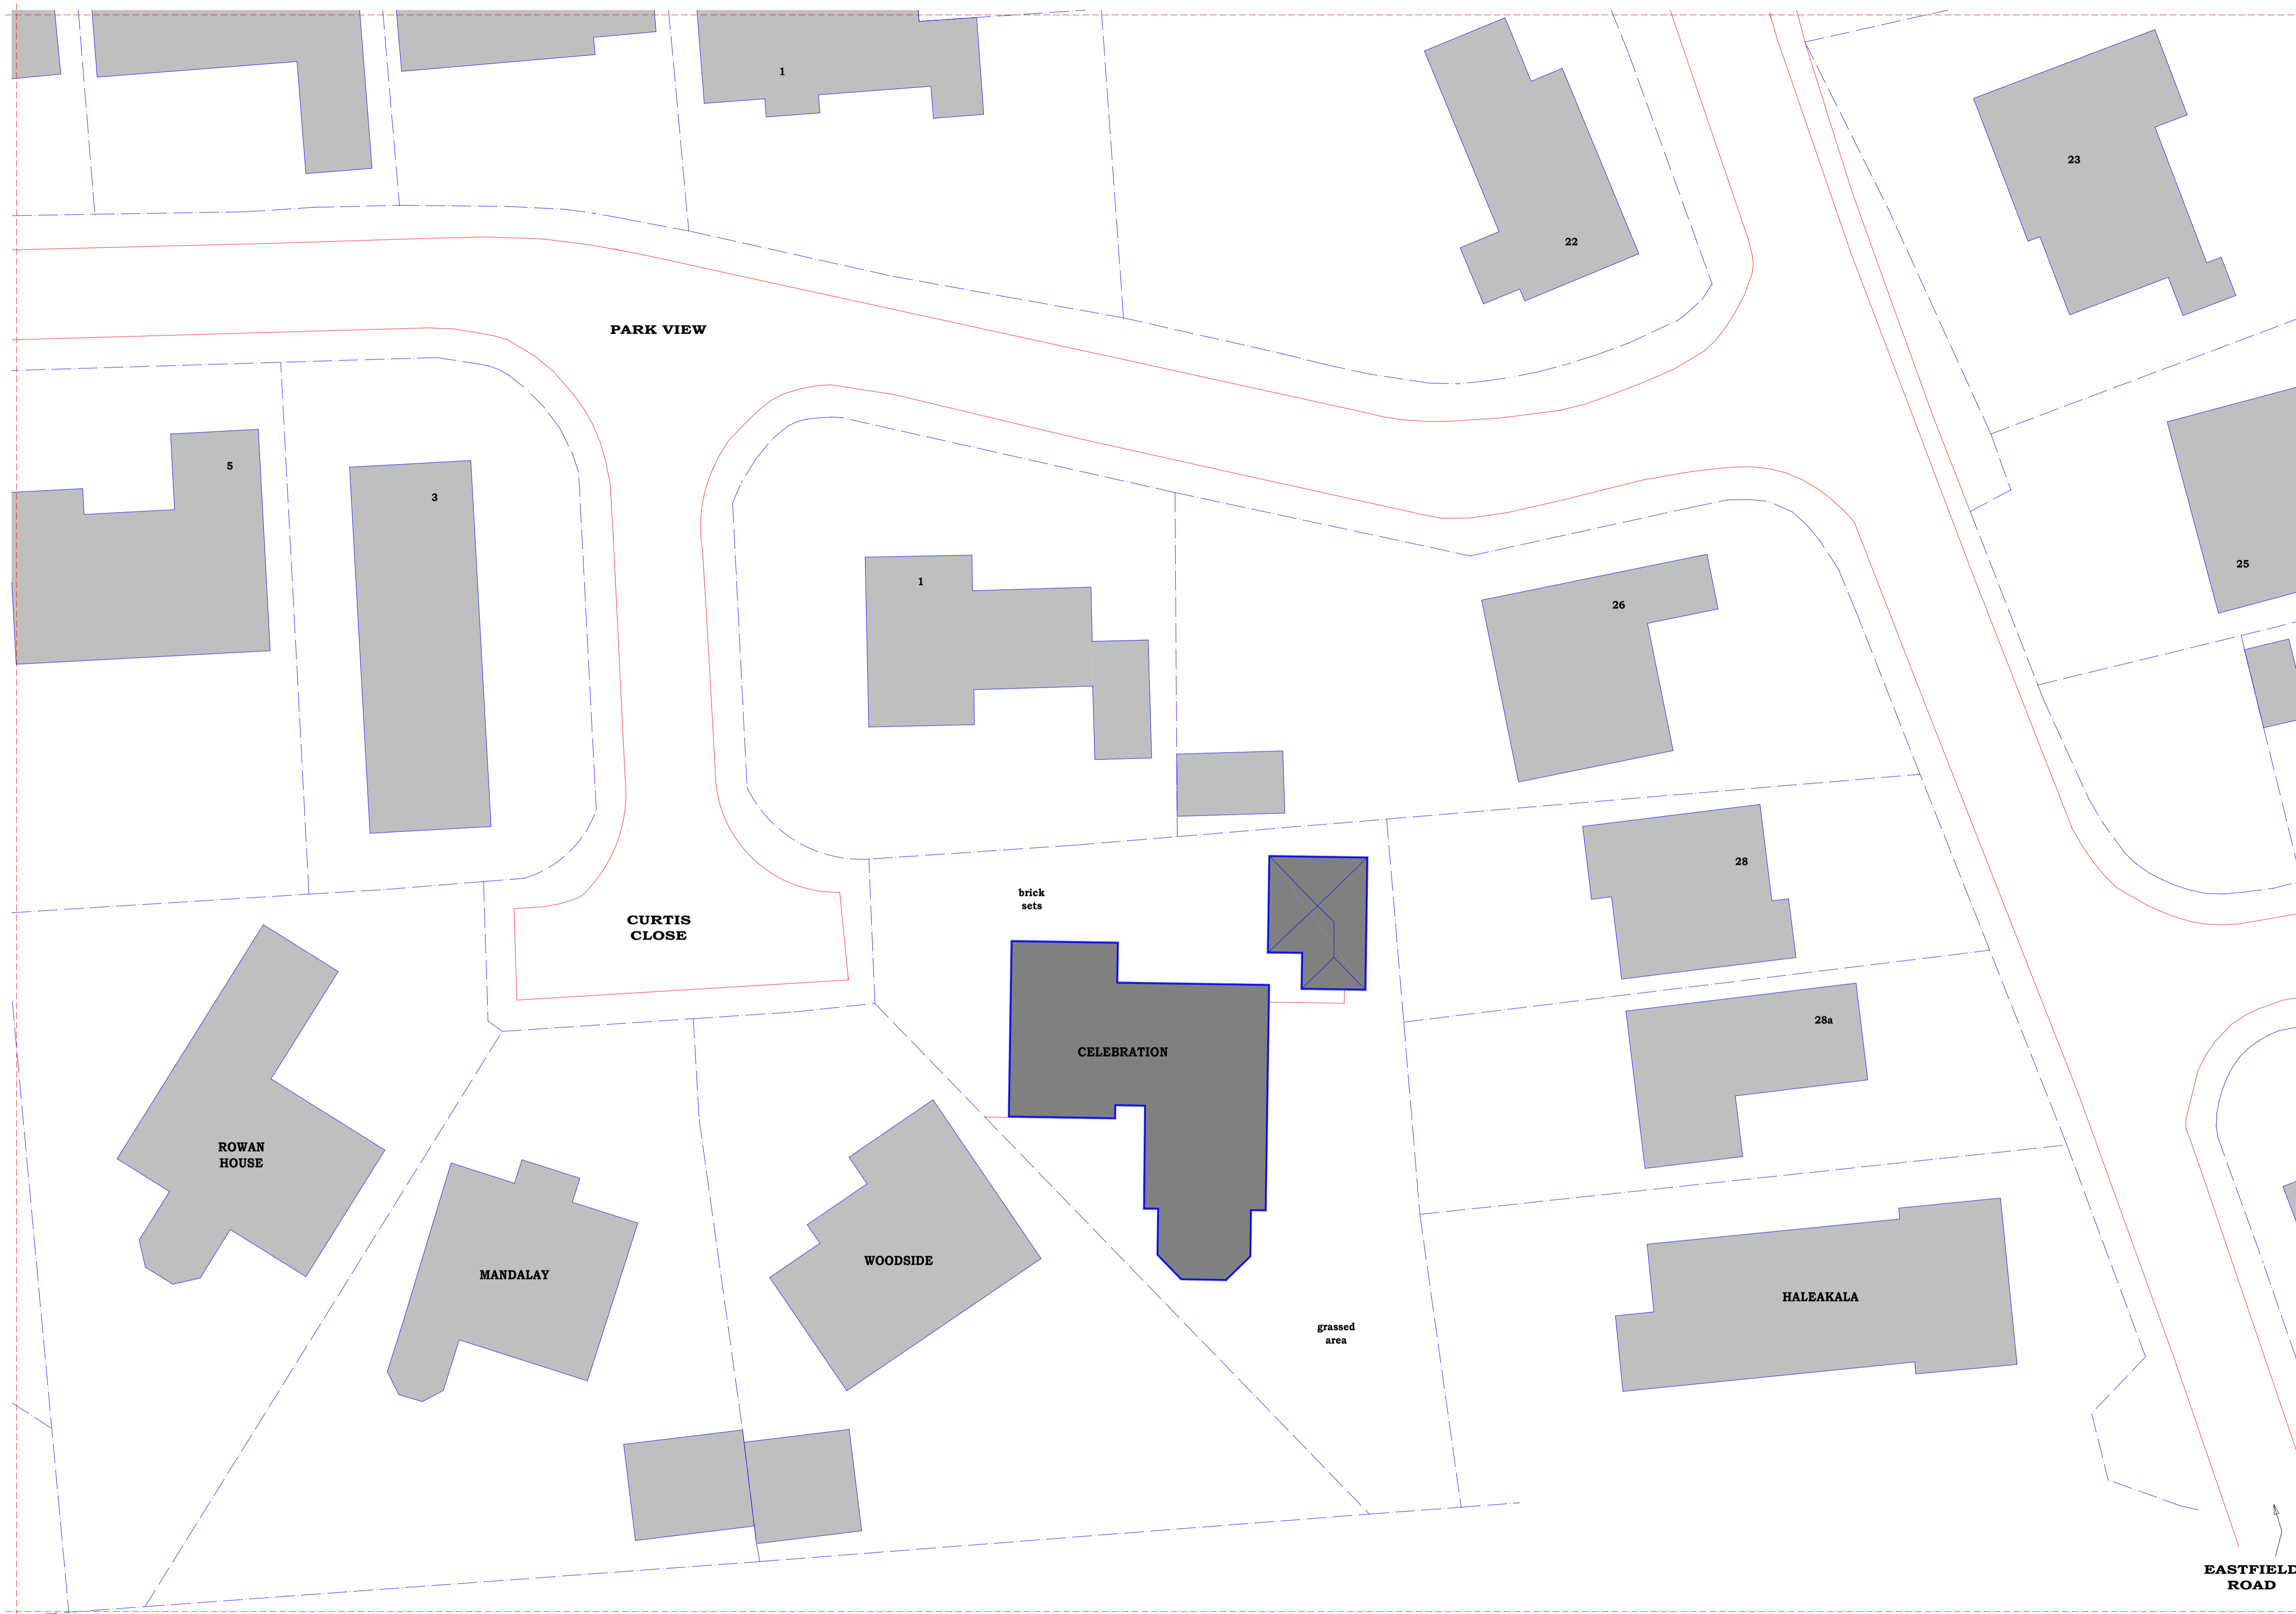 1
22
23
PARK VIEW
5
3
1
26
25
28
brick
sets
CURTIS
CLOSE
28a
CELEBRATION
ROWAN
HOUSE
WOODSIDE
MANDALAY
HALEAKALA
grassed
area
EASTFIELD
ROAD